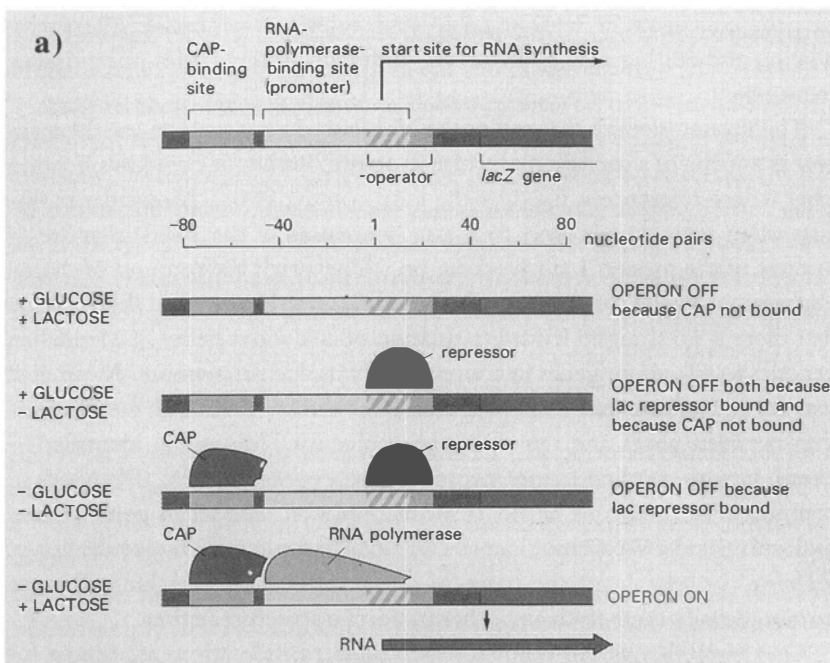 a)
CAP-
binding
site
RNA-
polymerase-
binding site
(promoter)
start site for RNA synthesis
-operator
lacZ gene
-80
-40
1
40
80
nucleotide pairs
+ GLUCOSE
+ LACTOSE
OPERON OFF
because CAP not bound
repressor
+ GLUCOSE
- LACTOSE
OPERON OFF both because
lac repressor bound and
because CAP not bound
CAP
repressor
- GLUCOSE
- LACTOSE
OPERON OFF because
lac repressor bound
CAP
RNA polymerase
- GLUCOSE
+ LACTOSE
OPERON ON
RNA